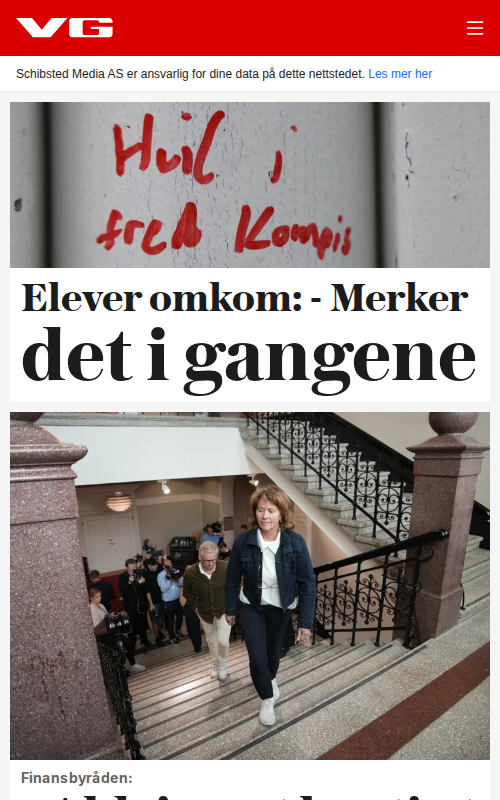 VG
Schibsted Media AS er ansvarlig for dine data på dette nettstedet. Les mer her
Hvil i
fred Kompis
Elever omkom: - Merker
det i gangene
Finansbyråden: